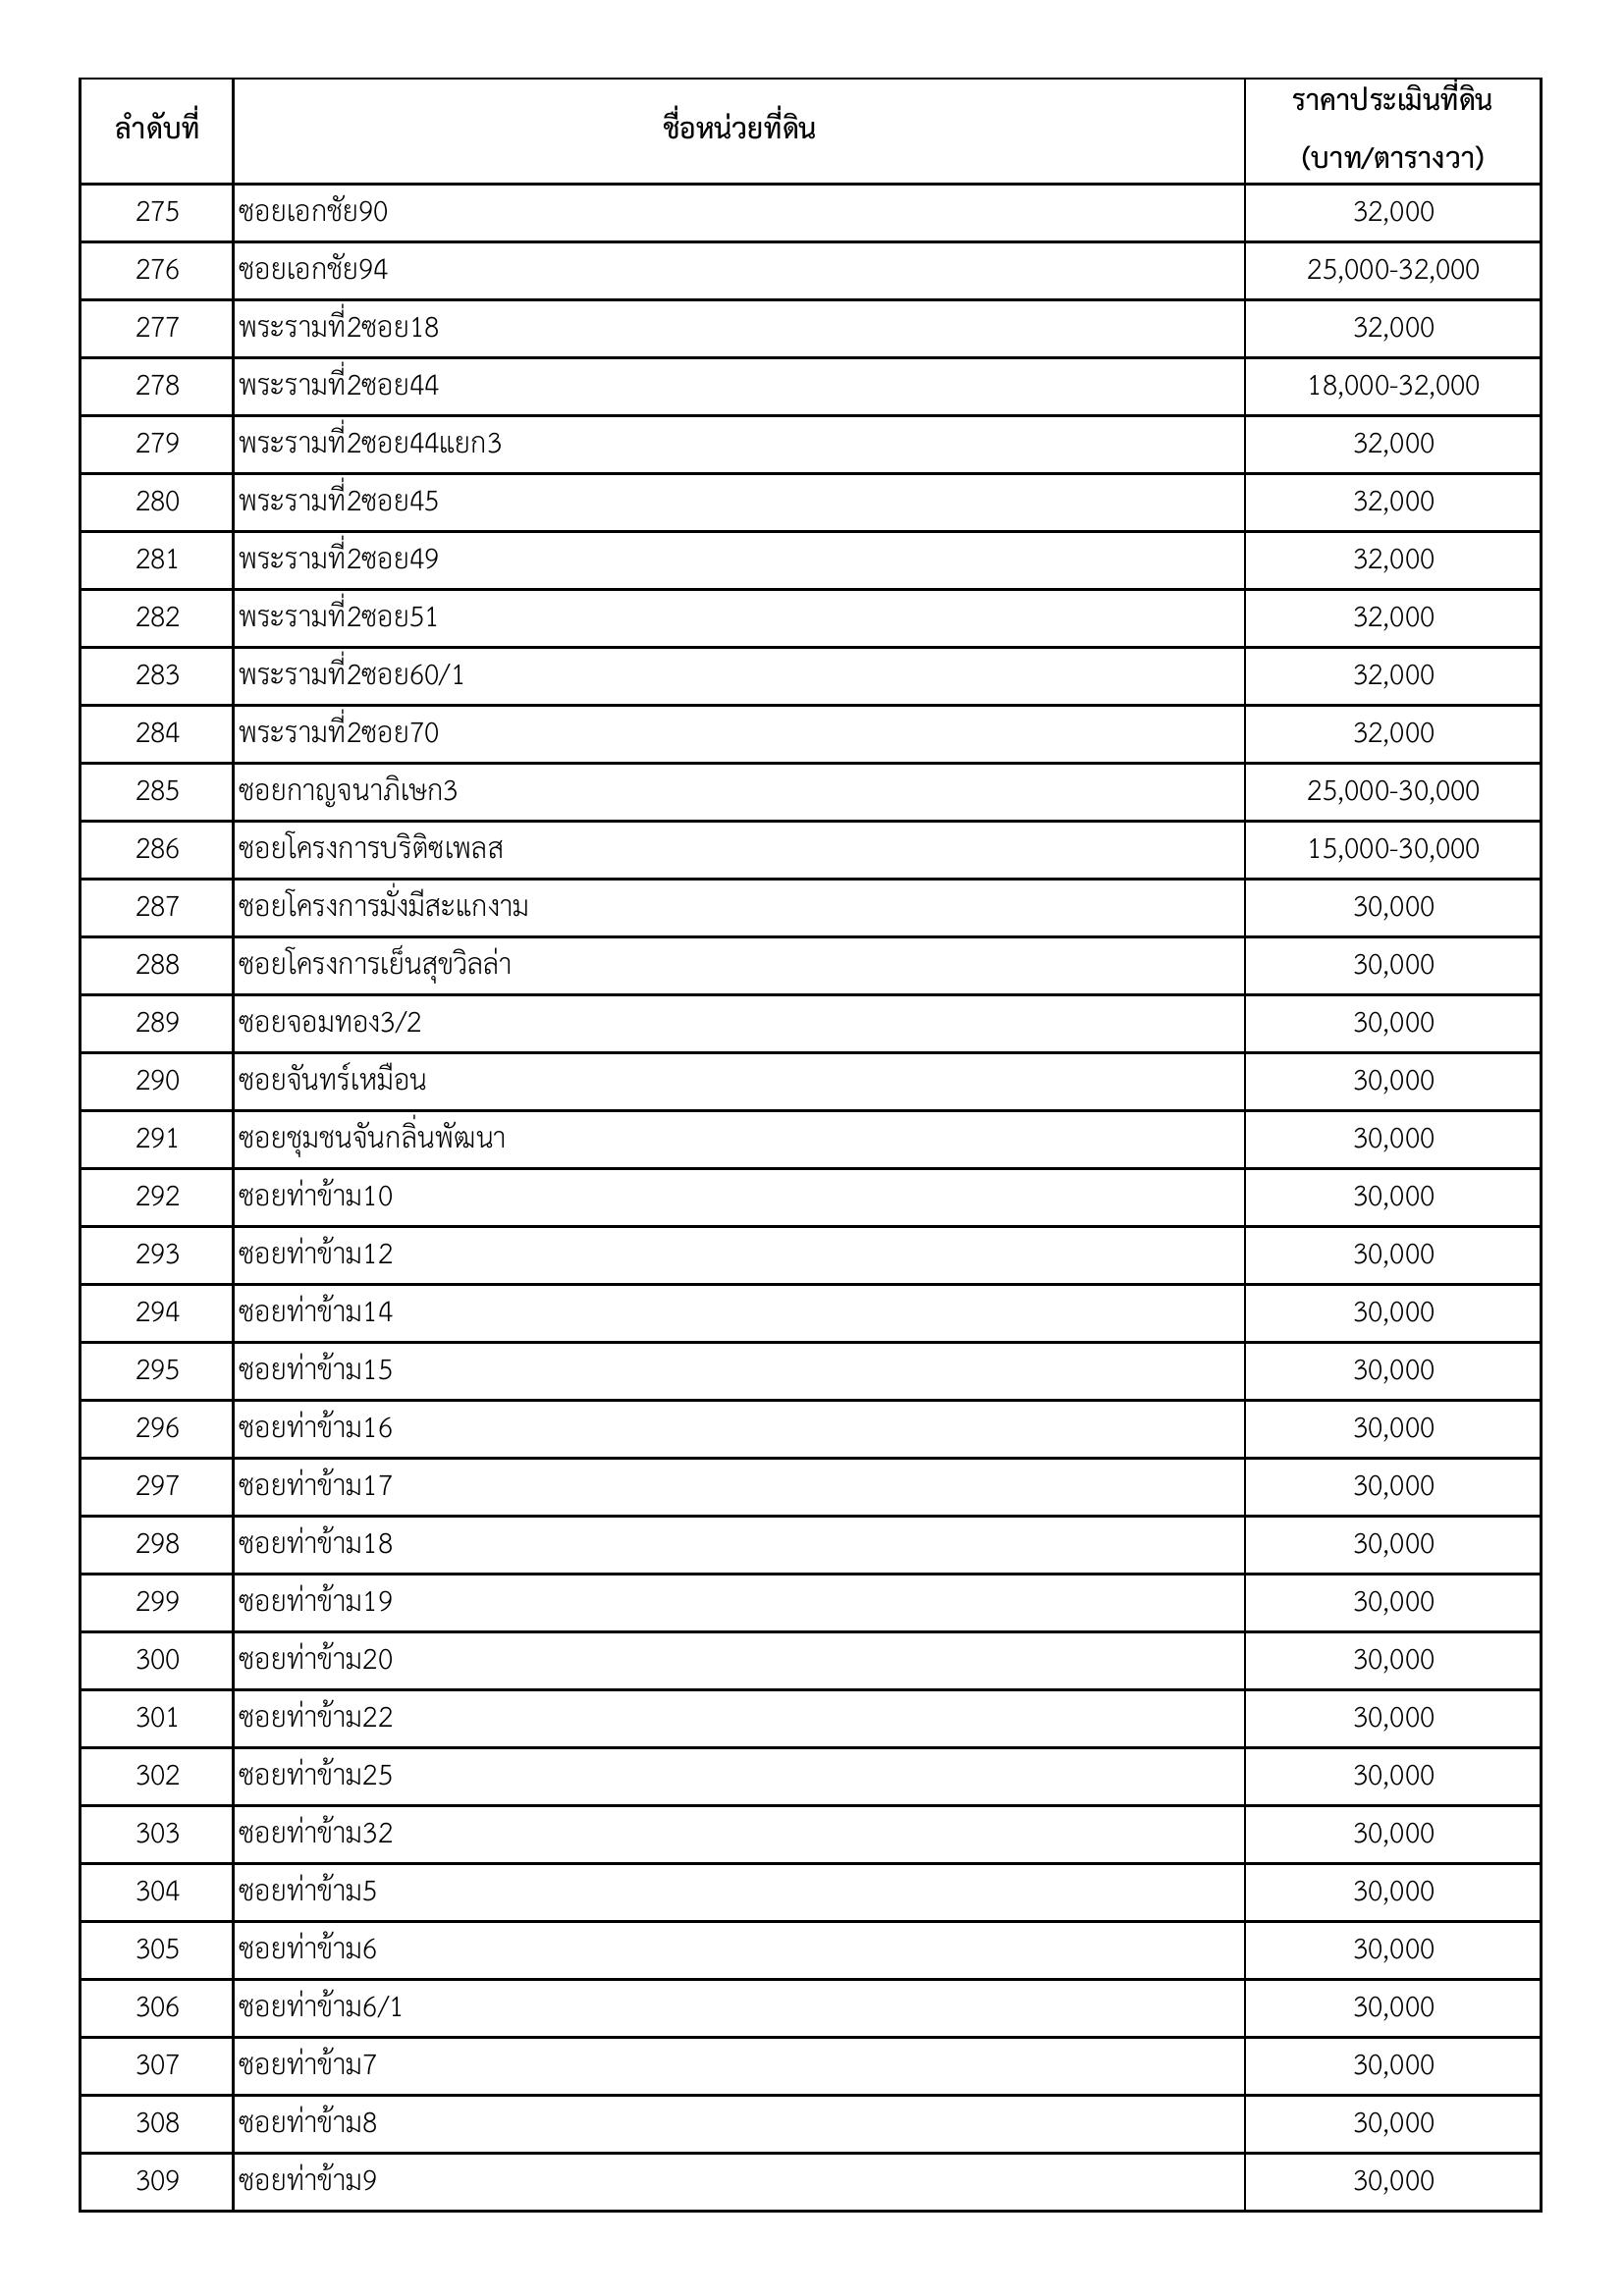 ลำดับที่ ชื่อหน่วยที่ดิน ราคาประเมินที่ดิน
(บาท/ตารางวา)
275 ซอยเอกชัย90 32,000
276 ซอยเอกชัย94 25,000-32,000
277 พระรามที่2ซอย18 32,000
278 พระรามที่2ซอย44 18,000-32,000
279 พระรามที่2ซอย44แยก3 32,000
280 พระรามที่2ซอย45 32,000
281 พระรามที่2ซอย49 32,000
282 พระรามที่2ซอย51 32,000
283 พระรามที่2ซอย60/1 32,000
284 พระรามที่2ซอย70 32,000
285 ซอยกาญจนาภิเษก3 25,000-30,000
286 ซอยโครงการบริติซเพลส 15,000-30,000
287 ซอยโครงการมั่งมีสะแกงาม 30,000
288 ซอยโครงการเย็นสุขวิลล่า 30,000
289 ซอยจอมทอง3/2 30,000
290 ซอยจันทร์เหมือน 30,000
291 ซอยชุมชนจันกลิ่นพัฒนา 30,000
292 ซอยท่าข้าม10 30,000
293 ซอยท่าข้าม12 30,000
294 ซอยท่าข้าม14 30,000
295 ซอยท่าข้าม15 30,000
296 ซอยท่าข้าม16 30,000
297 ซอยท่าข้าม17 30,000
298 ซอยท่าข้าม18 30,000
299 ซอยท่าข้าม19 30,000
300 ซอยท่าข้าม20 30,000
301 ซอยท่าข้าม22 30,000
302 ซอยท่าข้าม25 30,000
303 ซอยท่าข้าม32 30,000
304 ซอยท่าข้าม5 30,000
305 ซอยท่าข้าม6 30,000
306 ซอยท่าข้าม6/1 30,000
307 ซอยท่าข้าม7 30,000
308 ซอยท่าข้าม8 30,000
309 ซอยท่าข้าม9 30,000